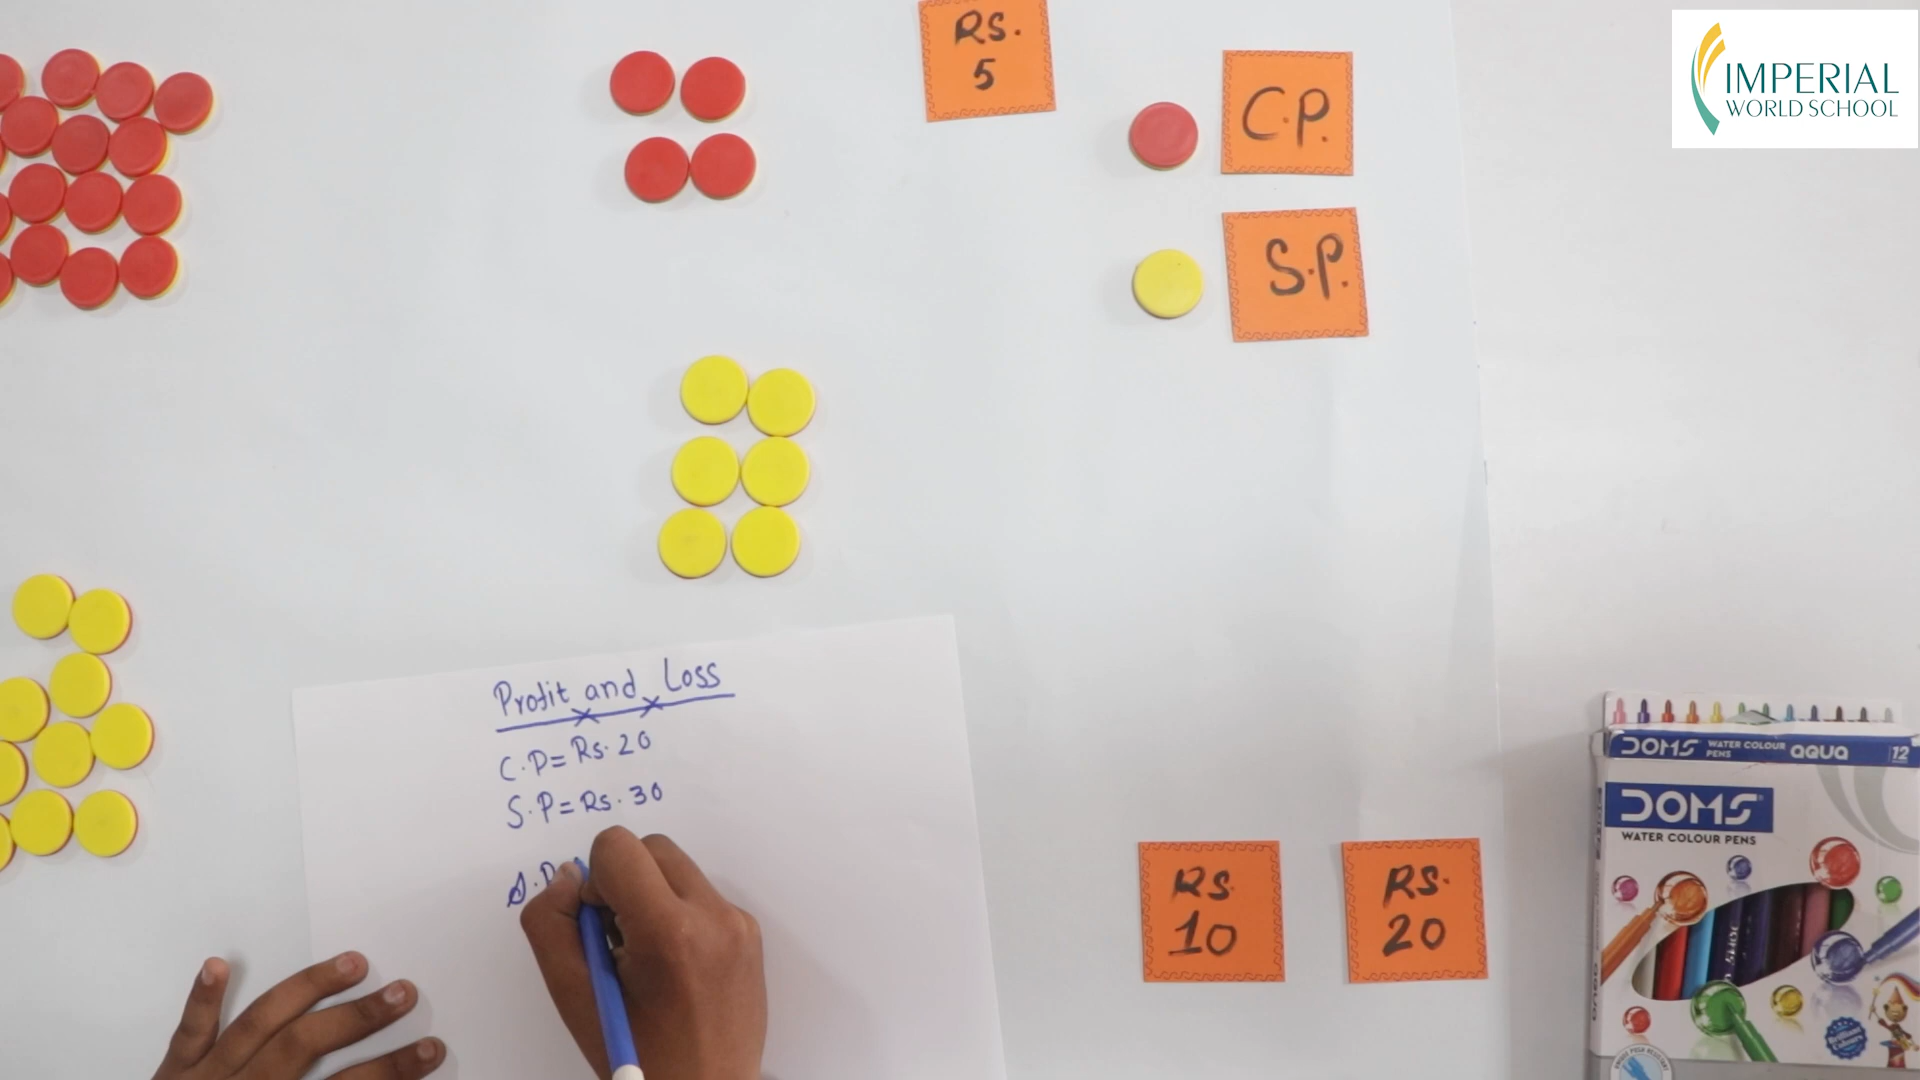 RS.
5
C.P.
S.P.
IMPERIAL
WORLD SCHOOL
Profit and Loss
C.P=Rs.20
S.P=Rs.30
S.P
RS.
10
RS.
20
DOMS WATER COLOUR PENS AQUA 12
DOMS
WATER COLOUR PENS